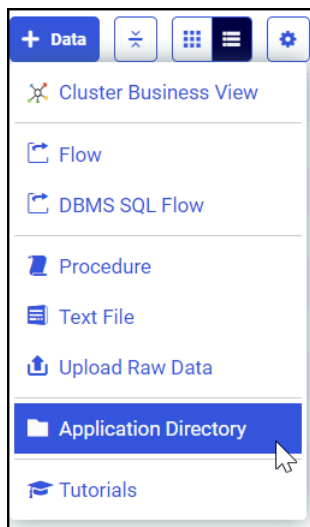 Data
Cluster Business View
Flow
DBMS SQL Flow
Procedure
Text File
Upload Raw Data
Application Directory
Tutorials